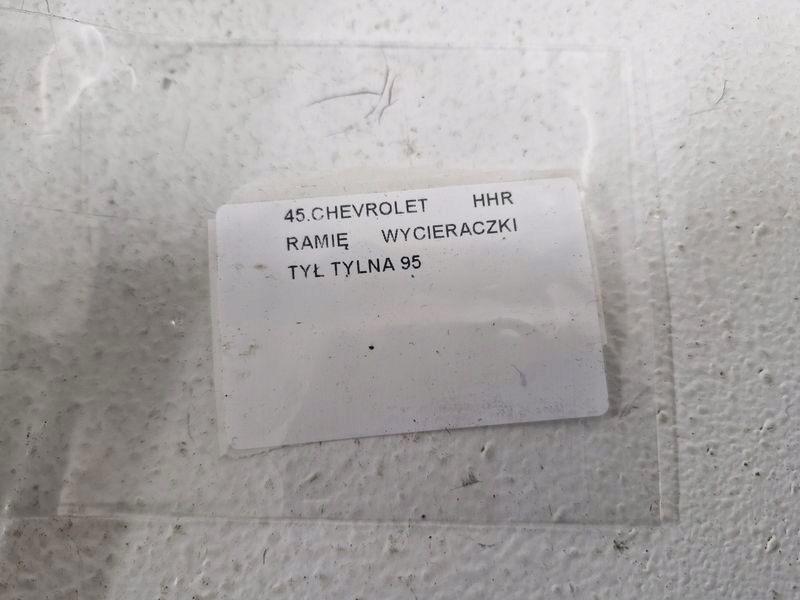 45.CHEVROLET HHR
RAMIĘ WYCIERACZKI
TYŁ TYLNA 95